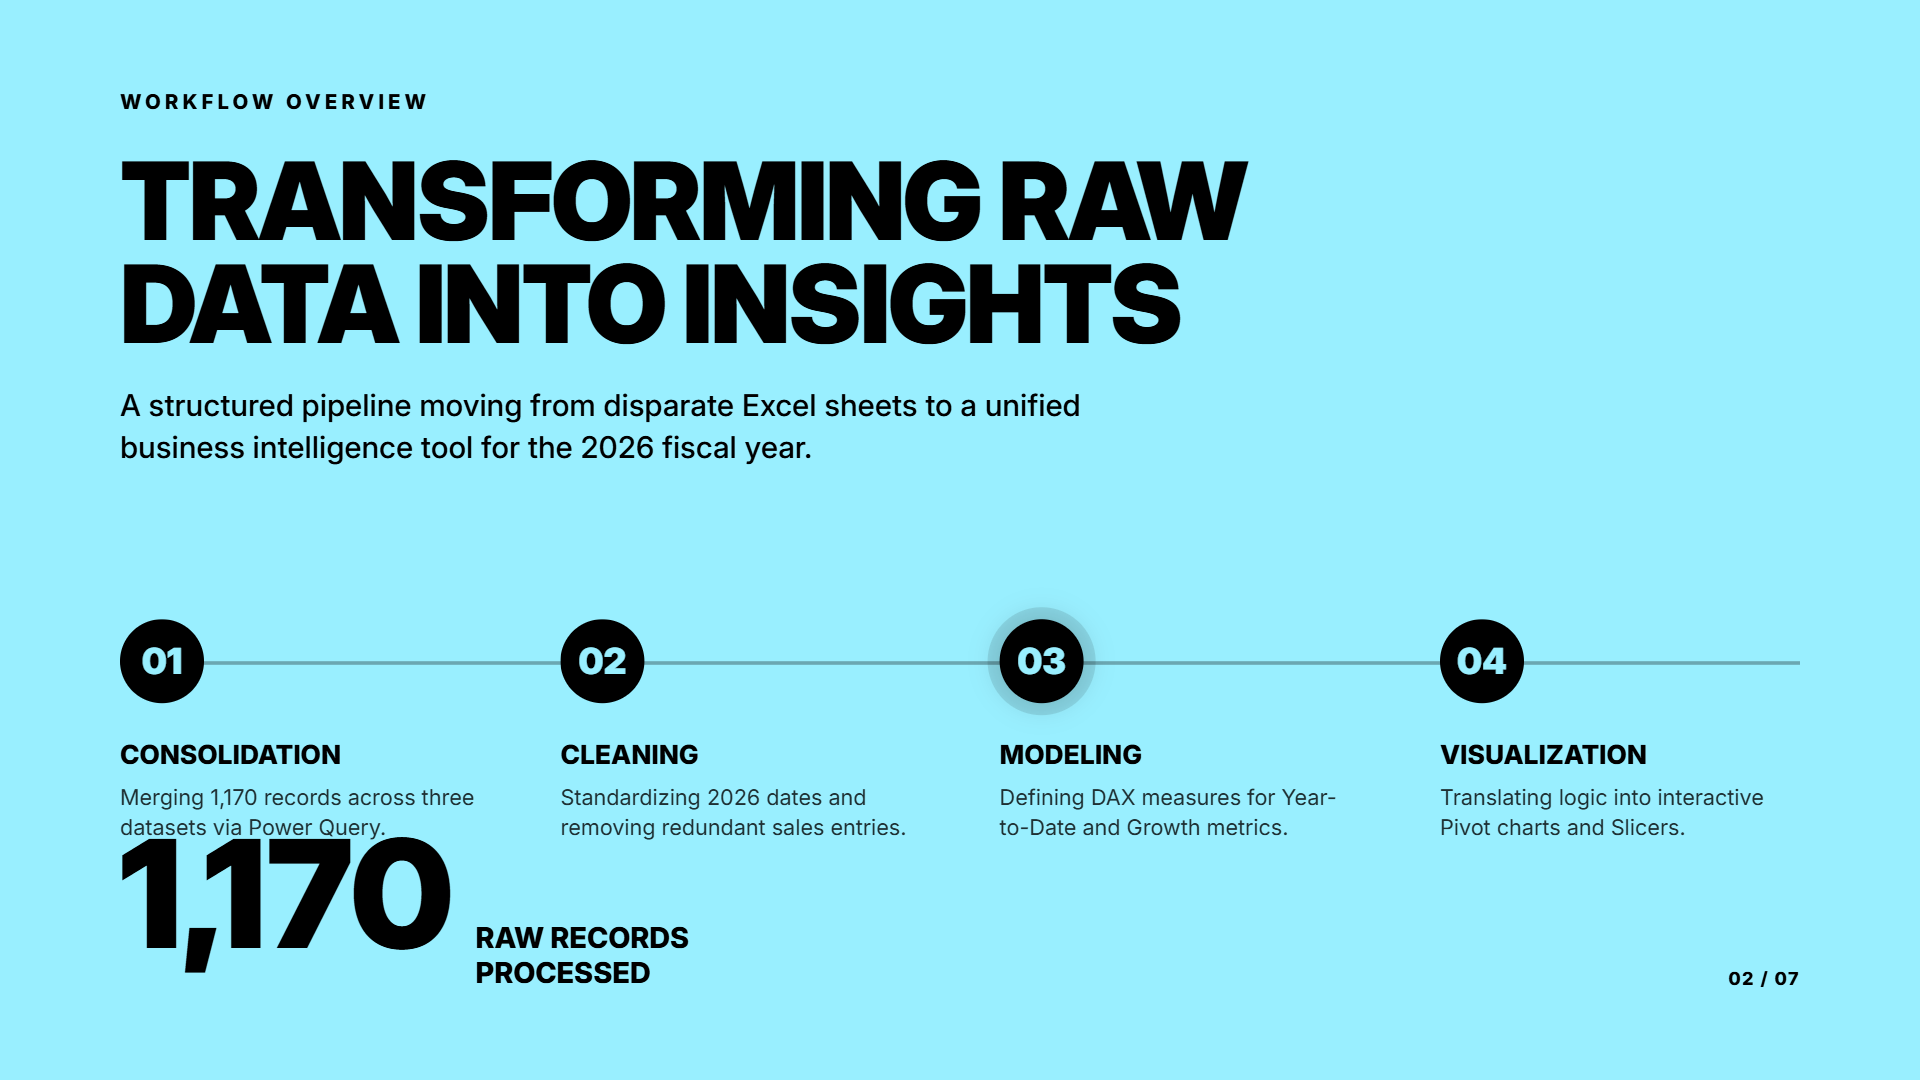 WORKFLOW OVERVIEW
TRANSFORMING RAW
DATA INTO INSIGHTS
A structured pipeline moving from disparate Excel sheets to a unified
business intelligence tool for the 2026 fiscal year.
01
02
03
04
CONSOLIDATION
Merging 1,170 records across three
datasets via Power Query.
CLEANING
Standardizing 2026 dates and
removing redundant sales entries.
MODELING
Defining DAX measures for Year-
to-Date and Growth metrics.
VISUALIZATION
Translating logic into interactive
Pivot charts and Slicers.
1,170
RAW RECORDS
PROCESSED
02 / 07